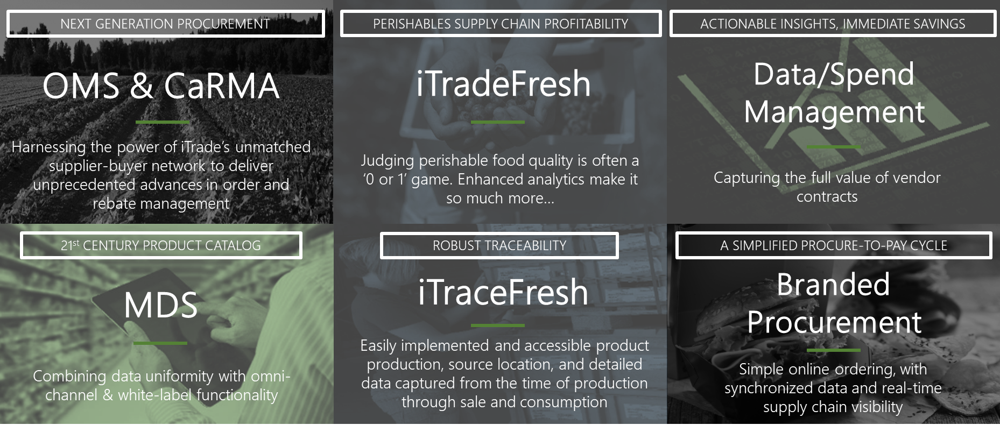 NEXT GENERATION PROCUREMENT
OMS & CaRMA
Harnessing the power of iTrade’s unmatched
supplier-buyer network to deliver
unprecedented advances in order and
rebate management
PERISHABLES SUPPLY CHAIN PROFITABILITY
iTradeFresh
Judging perishable food quality is often a
‘0 or 1’ game. Enhanced analytics make it
so much more...
ACTIONABLE INSIGHTS, IMMEDIATE SAVINGS
Data/Spend
Management
Capturing the full value of vendor
contracts
21st CENTURY PRODUCT CATALOG
MDS
Combining data uniformity with omni-
channel & white-label functionality
ROBUST TRACEABILITY
iTraceFresh
Easily implemented and accessible product
production, source location, and detailed
data captured from the time of production
through sale and consumption
A SIMPLIFIED PROCURE-TO-PAY CYCLE
Branded
Procurement
Simple online ordering, with
synchronized data and real-time
supply chain visibility